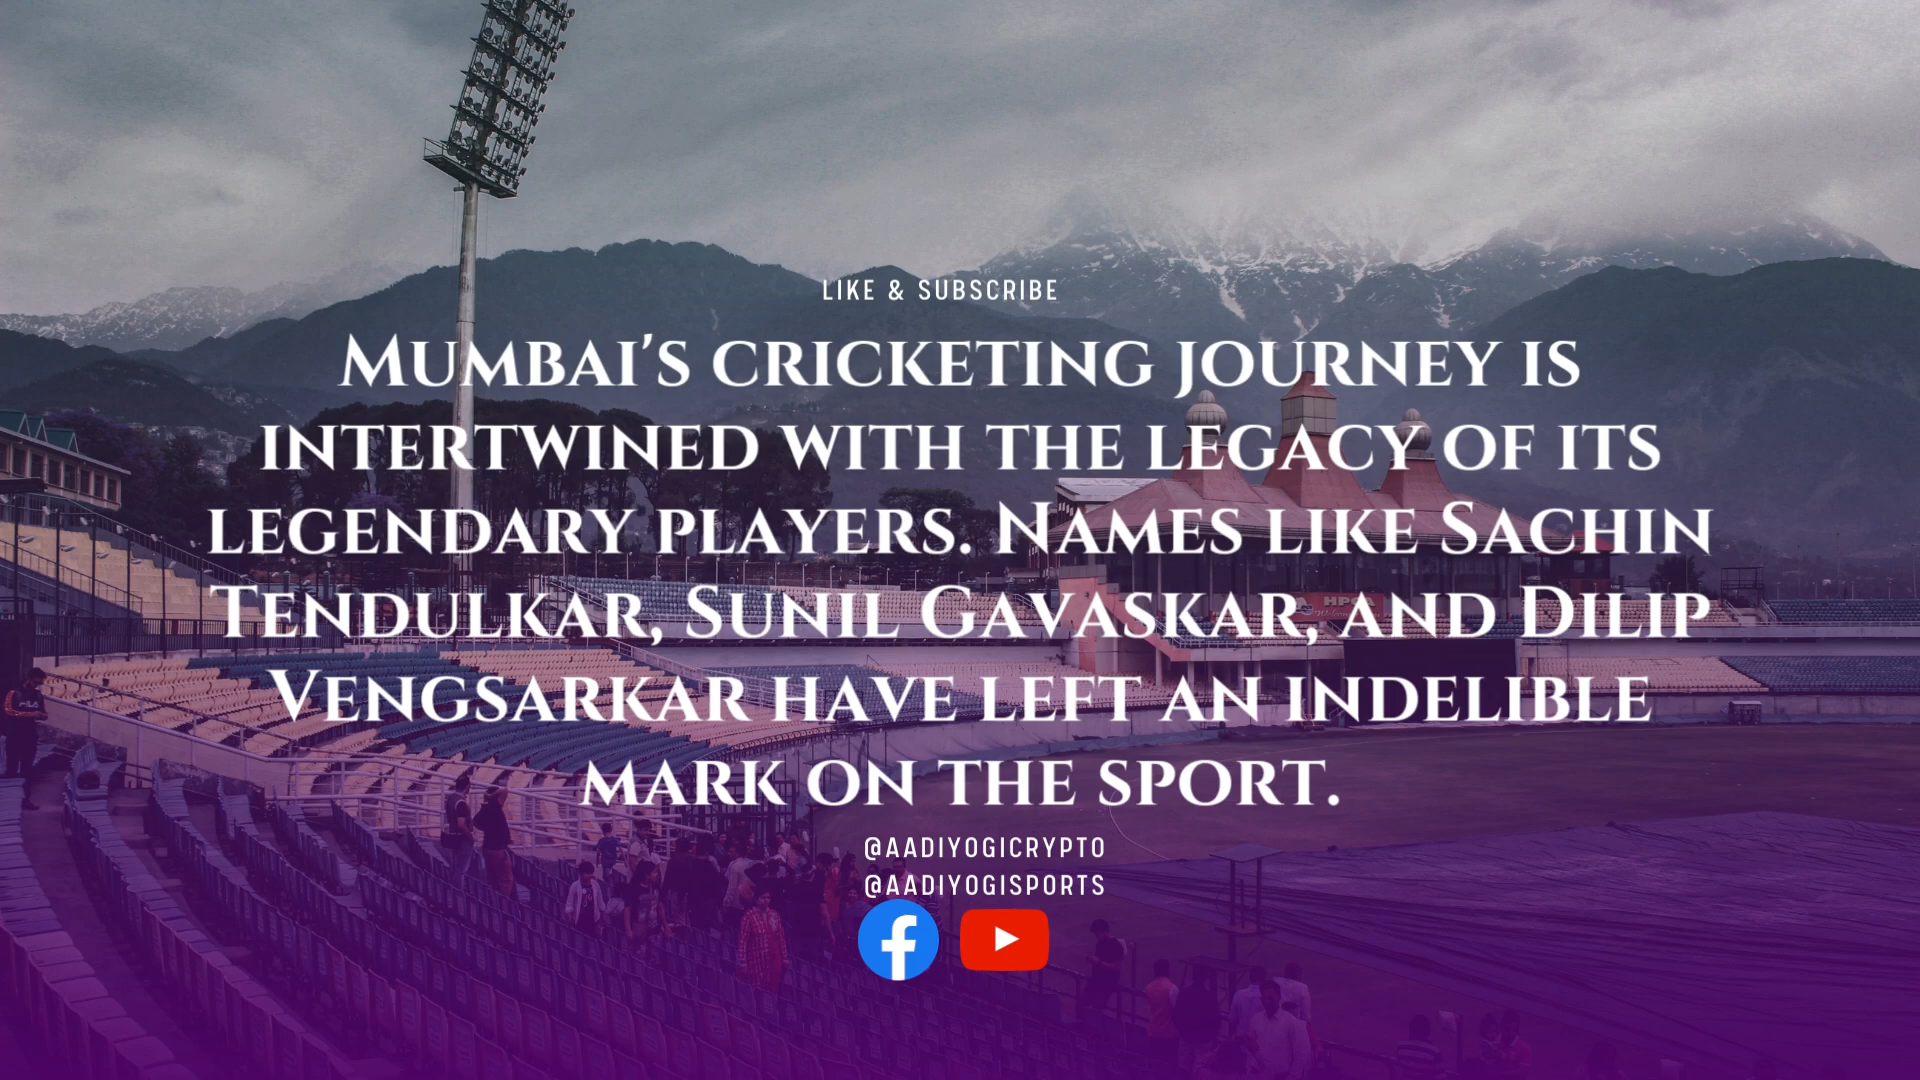 LIKE & SUBSCRIBE
Mumbai's cricketing journey is
intertwined with the legacy of its
legendary players. Names like Sachin
Tendulkar, Sunil Gavaskar, and Dilip
Vengsarkar have left an indelible
mark on the sport.
HPCA
@AADIYOGICRYPTO
@AADIYOGISPORTS